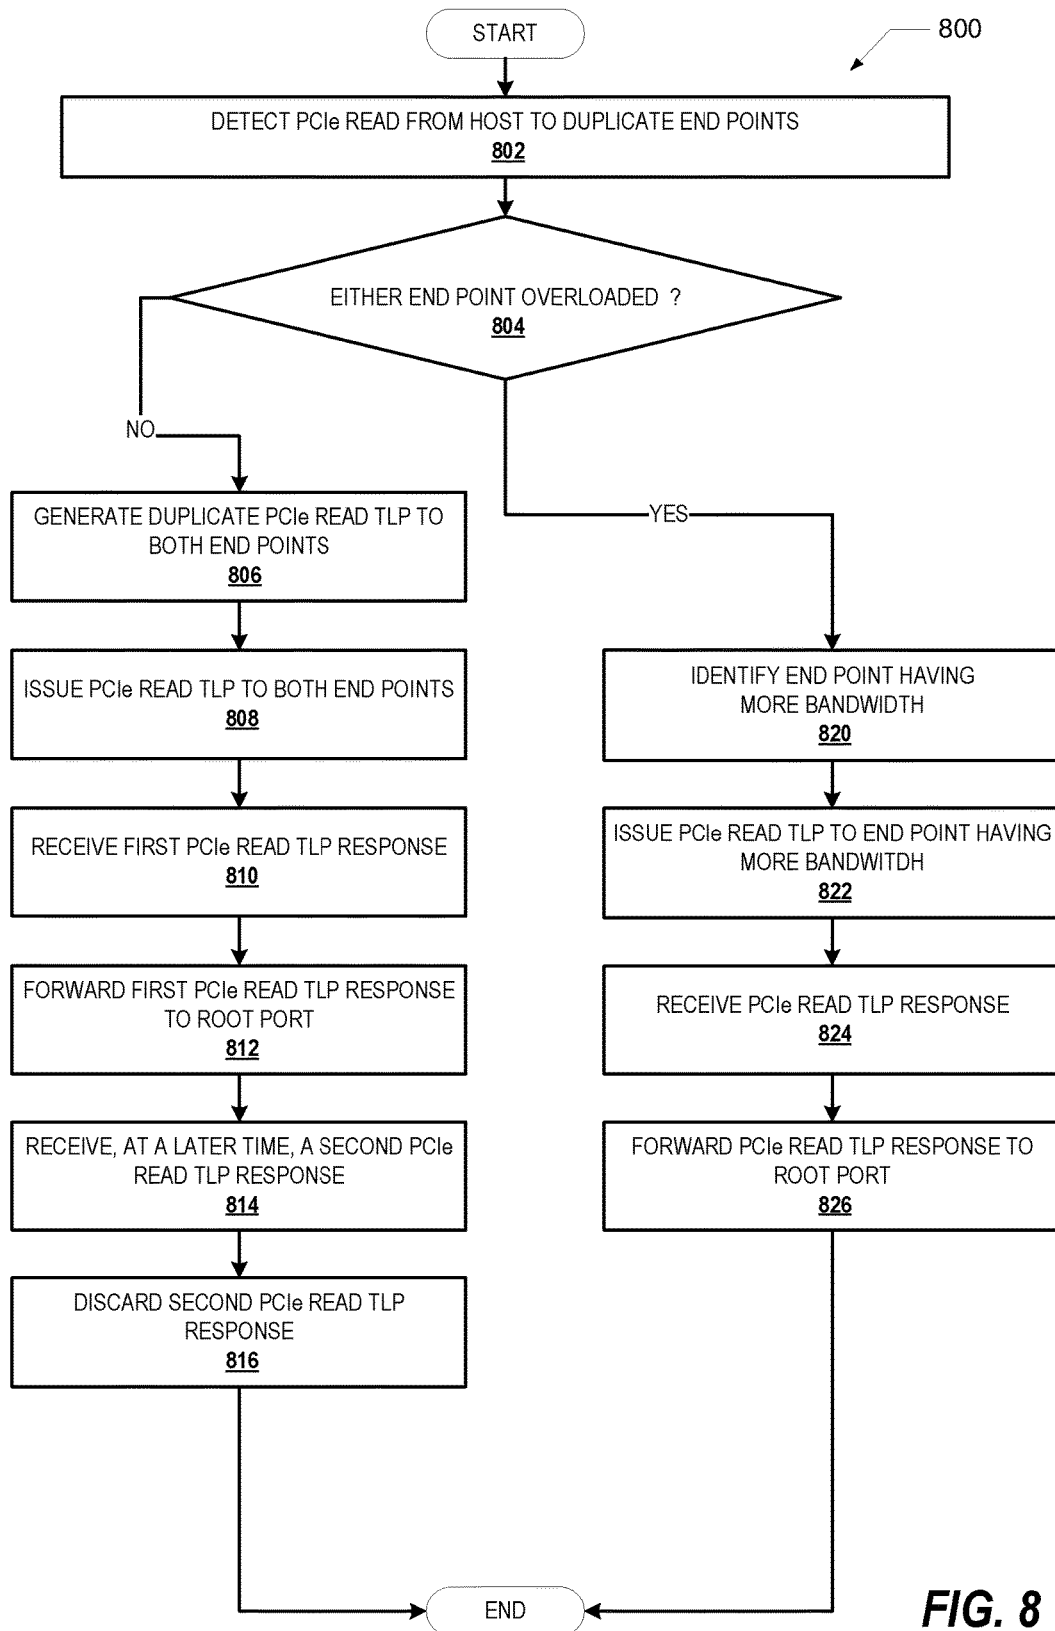 START
800
DETECT PCIe READ FROM HOST TO DUPLICATE END POINTS
802
EITHER END POINT OVERLOADED ?
804
NO
YES
GENERATE DUPLICATE PCIe READ TLP TO
BOTH END POINTS
806
ISSUE PCIe READ TLP TO BOTH END POINTS
808
RECEIVE FIRST PCIe READ TLP RESPONSE
810
FORWARD FIRST PCIe READ TLP RESPONSE
TO ROOT PORT
812
RECEIVE, AT A LATER TIME, A SECOND PCIe
READ TLP RESPONSE
814
DISCARD SECOND PCIe READ TLP
RESPONSE
816
IDENTIFY END POINT HAVING
MORE BANDWIDTH
820
ISSUE PCIe READ TLP TO END POINT HAVING
MORE BANDWITDH
822
RECEIVE PCIe READ TLP RESPONSE
824
FORWARD PCIe READ TLP RESPONSE TO
ROOT PORT
826
END
FIG. 8